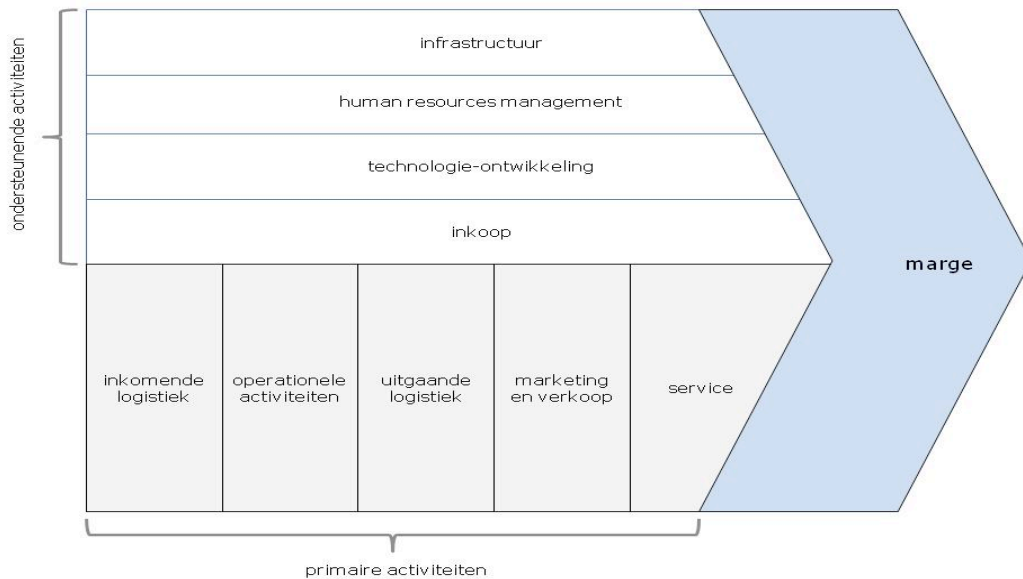 ondersteunende activiteiten
infrastructuur
human resources management
technologie-ontwikkeling
inkoop
marge
inkomende
logistiek
operationele
activiteiten
uitgaande
logistiek
marketing
en verkoop
service
primaire activiteiten